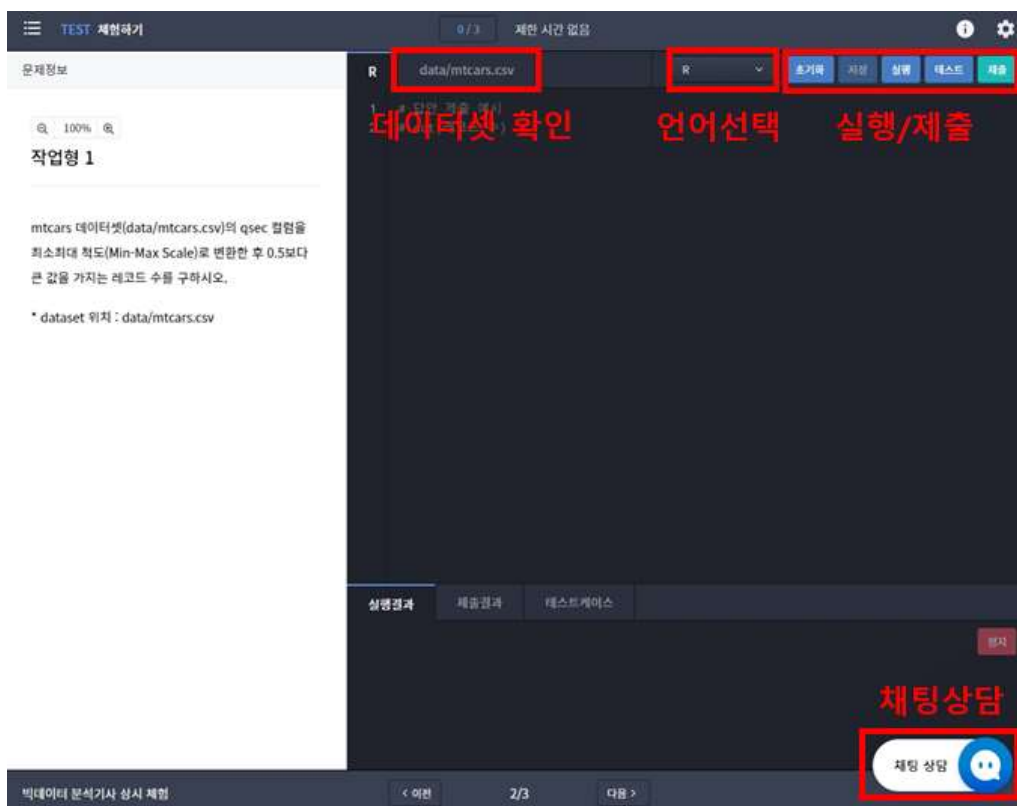 TEST 체험하기
0 / 3 제한 시간 없음
문제정보
R data/mtcars.csv
R
초기화 저장 실행 테스트 제출
데이터셋 확인 언어선택 실행/제출
100%
작업형 1
mtcars 데이터셋(data/mtcars.csv)의 qsec 컬럼을
최소최대 척도(Min-Max Scale)로 변환한 후 0.5보다
큰 값을 가지는 레코드 수를 구하시오.
* dataset 위치 : data/mtcars.csv
1
2
실행결과 제출결과 테스트케이스
정지
채팅상담
채팅 상담
빅데이터 분석기사 상시 체험
< 이전 2/3 다음 >